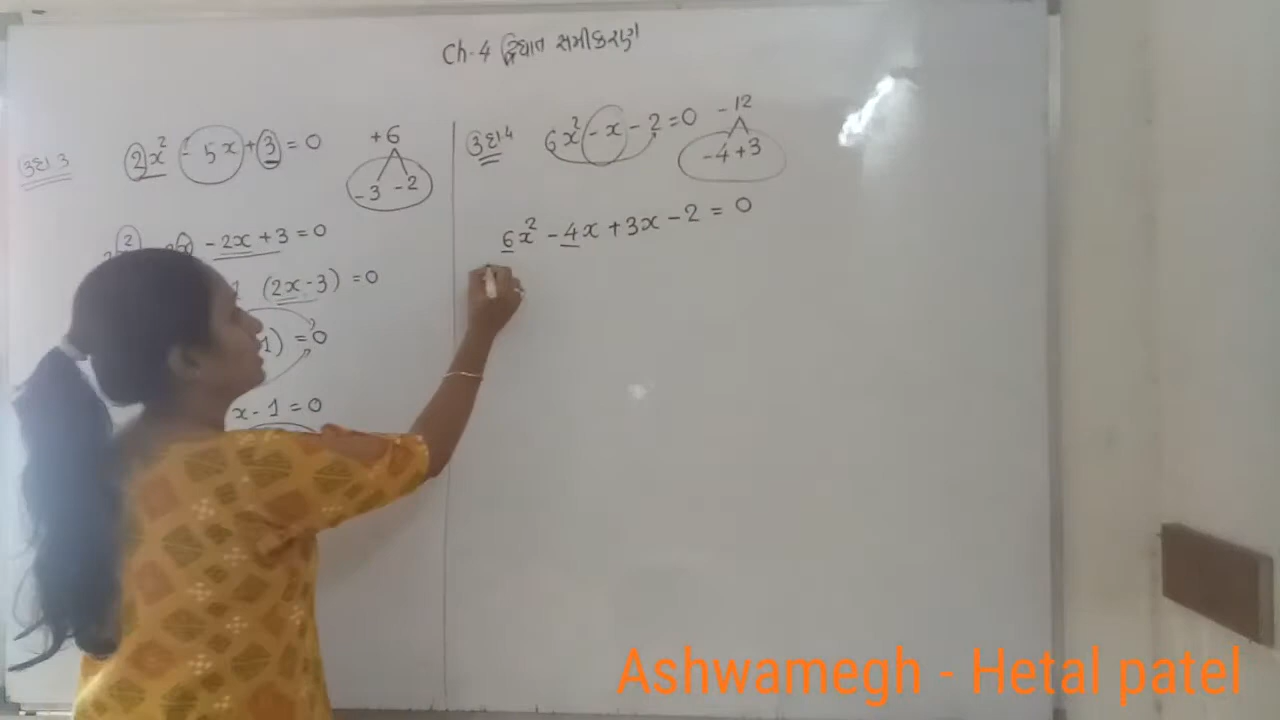 Ch-4 દ્વિઘાત સમીકરણ
ઉદા 3 2x² - 5x + 3 = 0
+6
-3 -2
- 2x + 3 = 0
(2x - 3) = 0
1) = 0
x - 1 = 0
ઉદા 4 6x² - x - 2 = 0
- 12
-4 +3
6x² - 4x + 3x - 2 = 0
Ashwamegh - Hetal patel